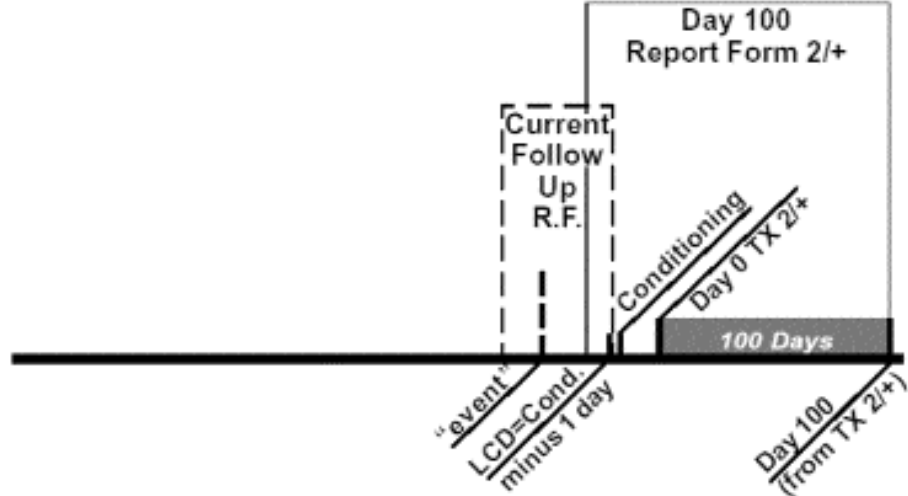 Day 100
Report Form 2/+
Current
Follow
Up
R.F.
Conditioning
Day 0 TX 2/+
100 Days
“event”
LCD=Cond.
minus 1 day
Day 100
(from TX 2/+)